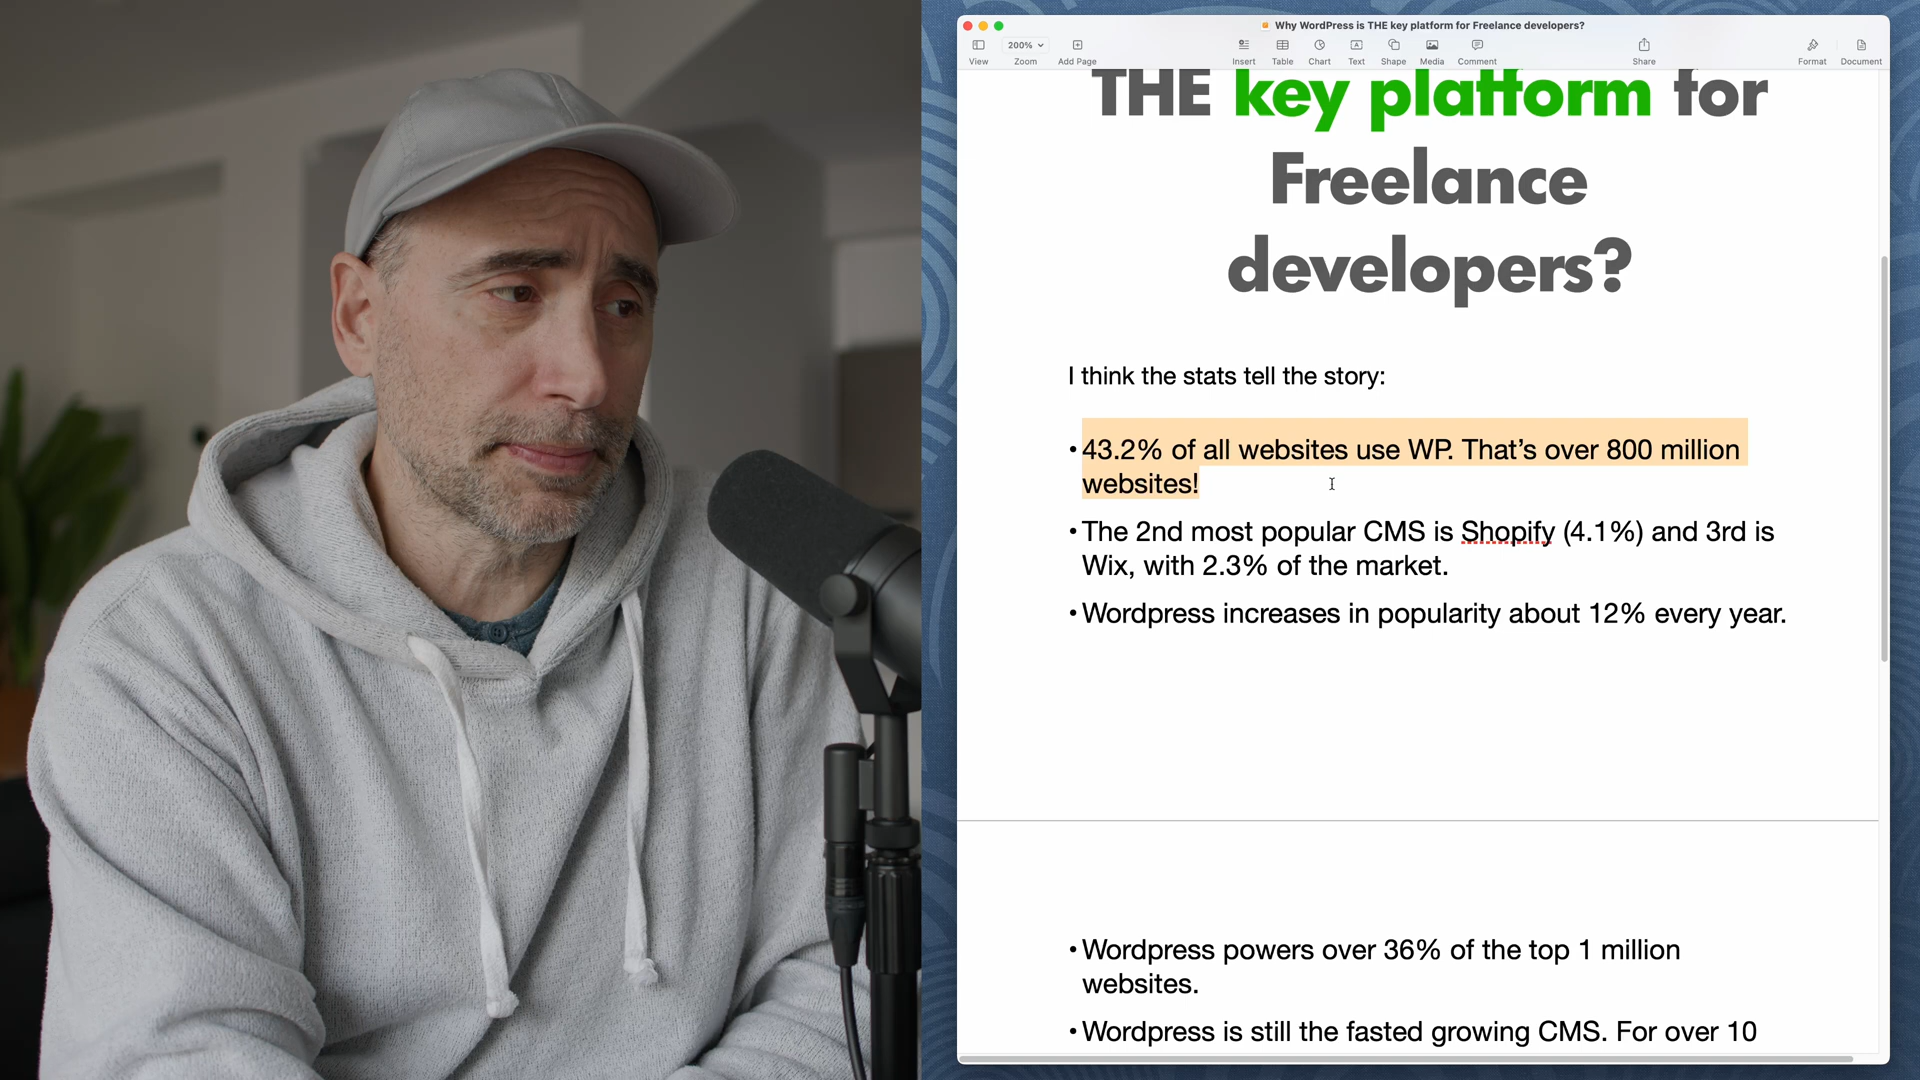 Why WordPress is THE key platform for Freelance developers?
200%
View
Zoom
Add Page
Insert
Table
Chart
Text
Shape
Media
Comment
Share
Format
Document
THE key platform for
Freelance
developers?
I think the stats tell the story:
• 43.2% of all websites use WP. That’s over 800 million
websites!
• The 2nd most popular CMS is Shopify (4.1%) and 3rd is
Wix, with 2.3% of the market.
• Wordpress increases in popularity about 12% every year.
• Wordpress powers over 36% of the top 1 million
websites.
• Wordpress is still the fasted growing CMS. For over 10